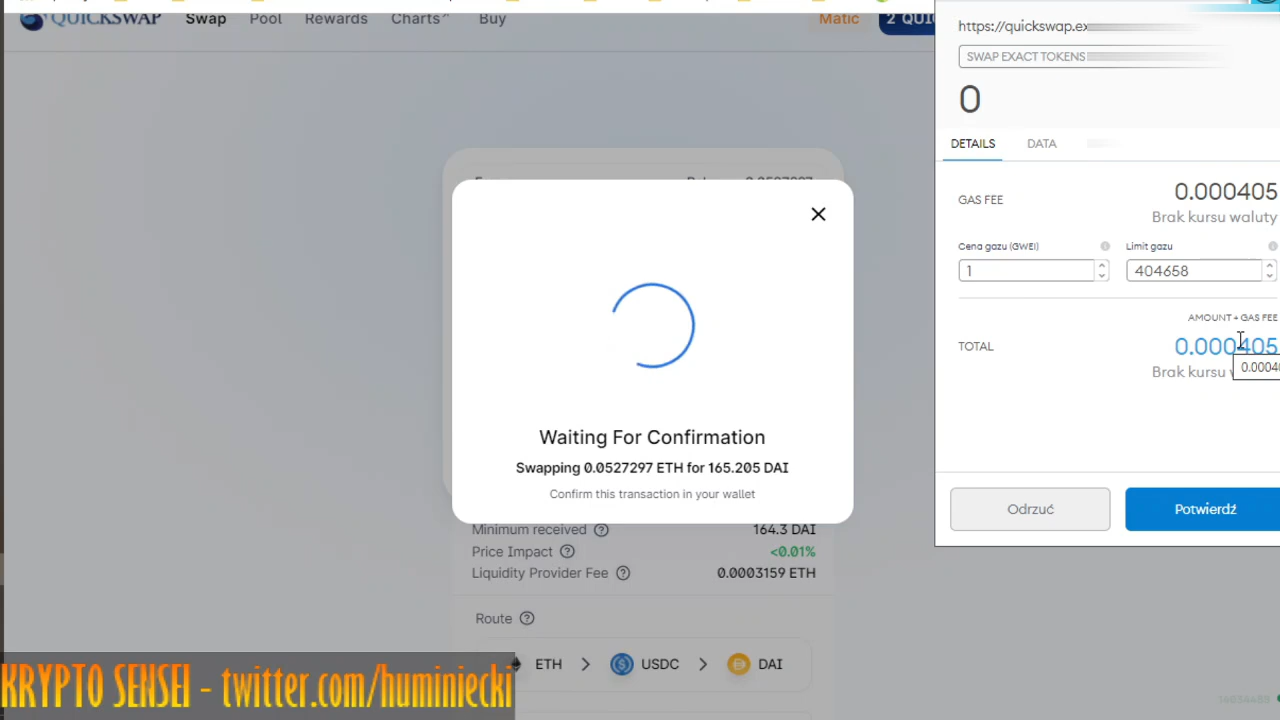 QUICKSWAP Swap Pool Rewards Charts Buy
Matic
https://quickswap.ex
SWAP EXACT TOKENS
0
DETAILS DATA
GAS FEE 0.000405
Brak kursu waluty
Cena gazu (GWEI) Limit gazu
1 404658
AMOUNT + GAS FEE
TOTAL 0.000405
Brak kursu
Odrzuć Potwierdź
Waiting For Confirmation
Swapping 0.0527297 ETH for 165.205 DAI
Confirm this transaction in your wallet
Minimum received 164.3 DAI
Price Impact <0.01%
Liquidity Provider Fee 0.0003159 ETH
Route
ETH > USDC > DAI
KRYPTO SENSEI - twitter.com/huminiecki